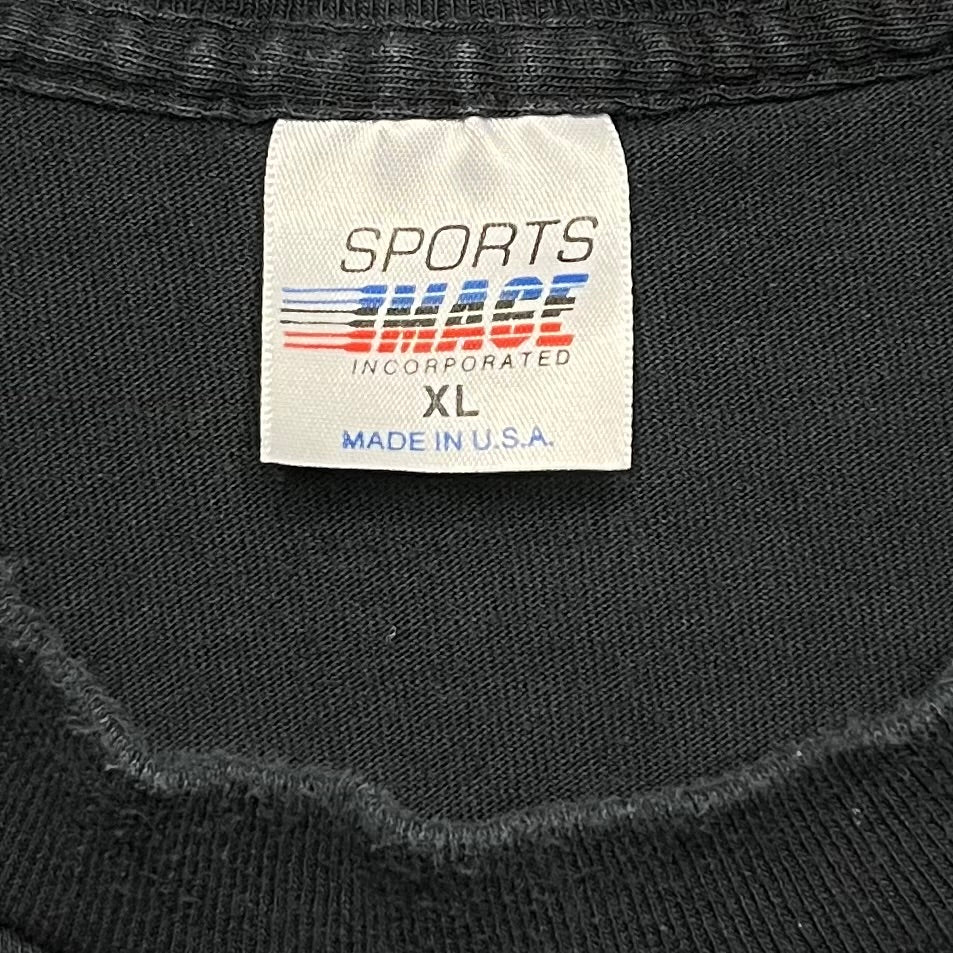 SPORTS
IMAGE
INCORPORATED
XL
MADE IN U.S.A.